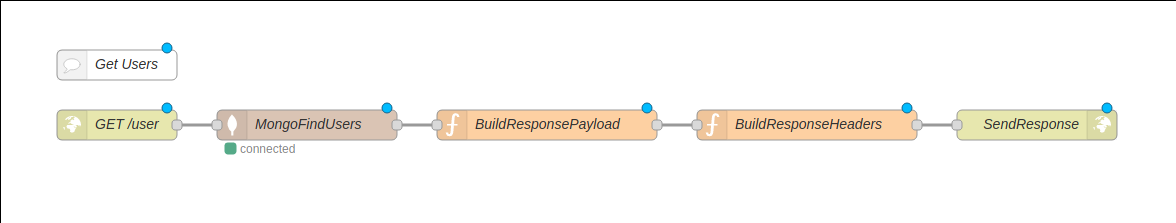 Get Users
GET /user
MongoFindUsers
BuildResponsePayload
BuildResponseHeaders
SendResponse
connected